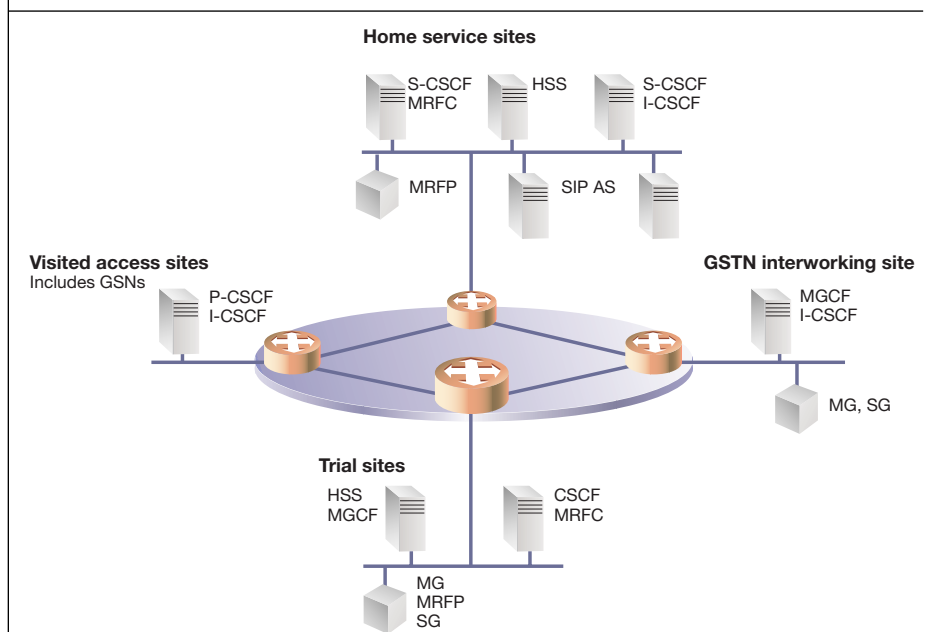 Home service sites
S-CSCF
MRFC
HSS
S-CSCF
I-CSCF
MRFP
SIP AS
Visited access sites
Includes GSNs
P-CSCF
I-CSCF
GSTN interworking site
MGCF
I-CSCF
MG, SG
Trial sites
HSS
MGCF
CSCF
MRFC
MG
MRFP
SG